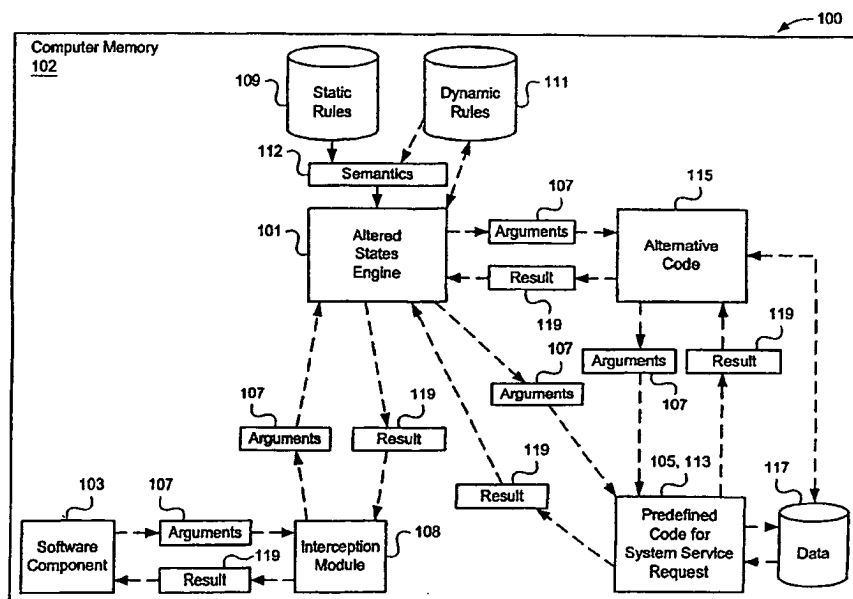 100
Computer Memory
102
109
Static
Rules
Dynamic
Rules
111
112
Semantics
101
Altered
States
Engine
107
Arguments
Result
119
115
Alternative
Code
107
Arguments
119
Result
107
Arguments
107
Arguments
119
Result
119
Result
105, 113
Predefined
Code for
System Service
Request
117
Data
103
Software
Component
107
Arguments
Result
119
Interception
Module
108